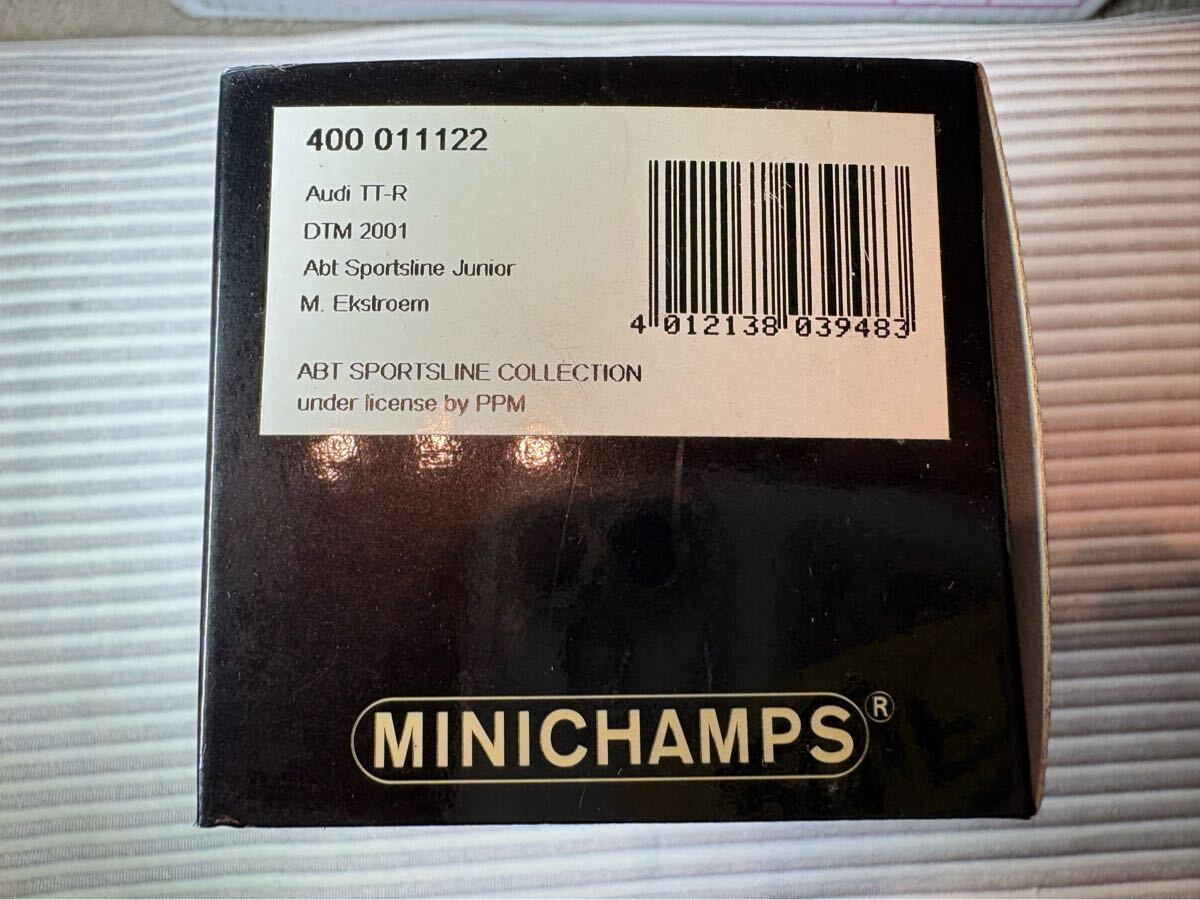 400 011122
Audi TT-R
DTM 2001
Abt Sportsline Junior
M. Ekstroem
4 012138 039483
ABT SPORTSLINE COLLECTION
under license by PPM
MINICHAMPS®